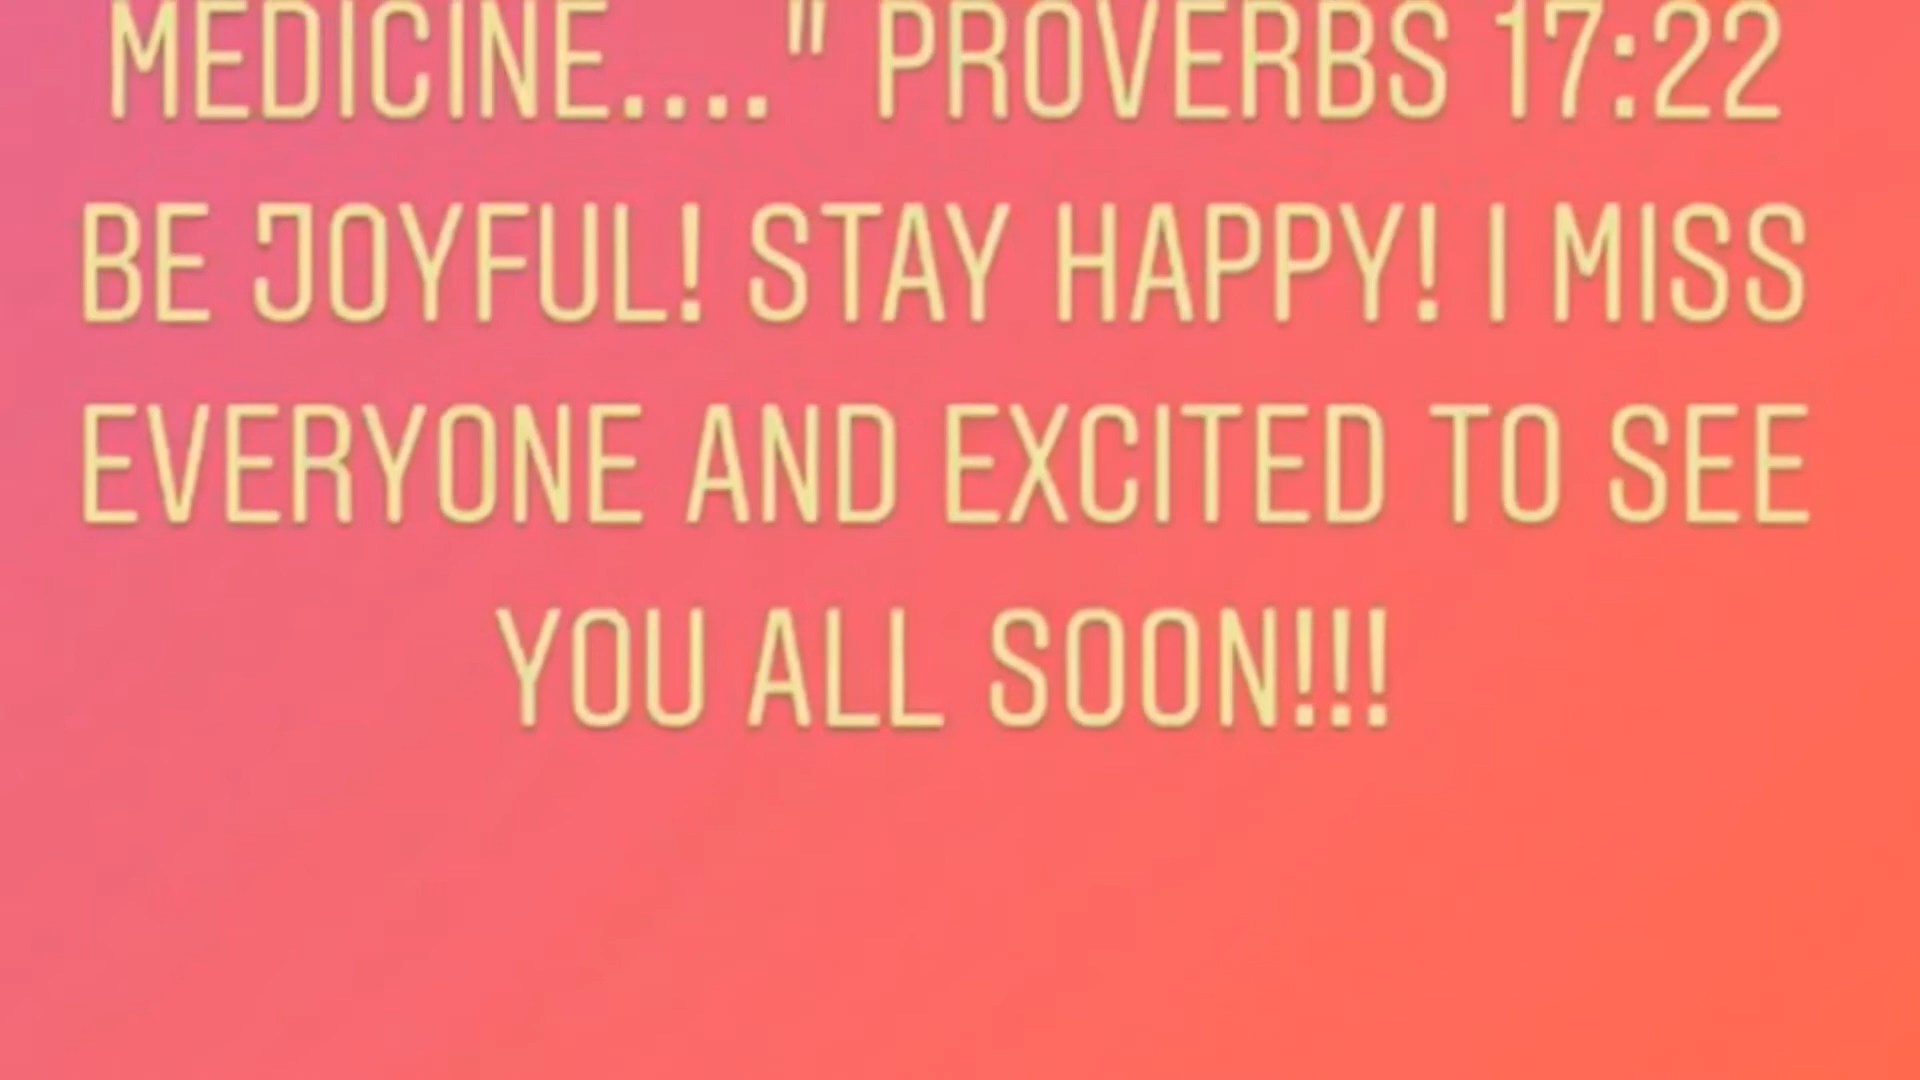 MEDICINE...." PROVERBS 17:22
BE JOYFUL! STAY HAPPY! I MISS
EVERYONE AND EXCITED TO SEE
YOU ALL SOON!!!